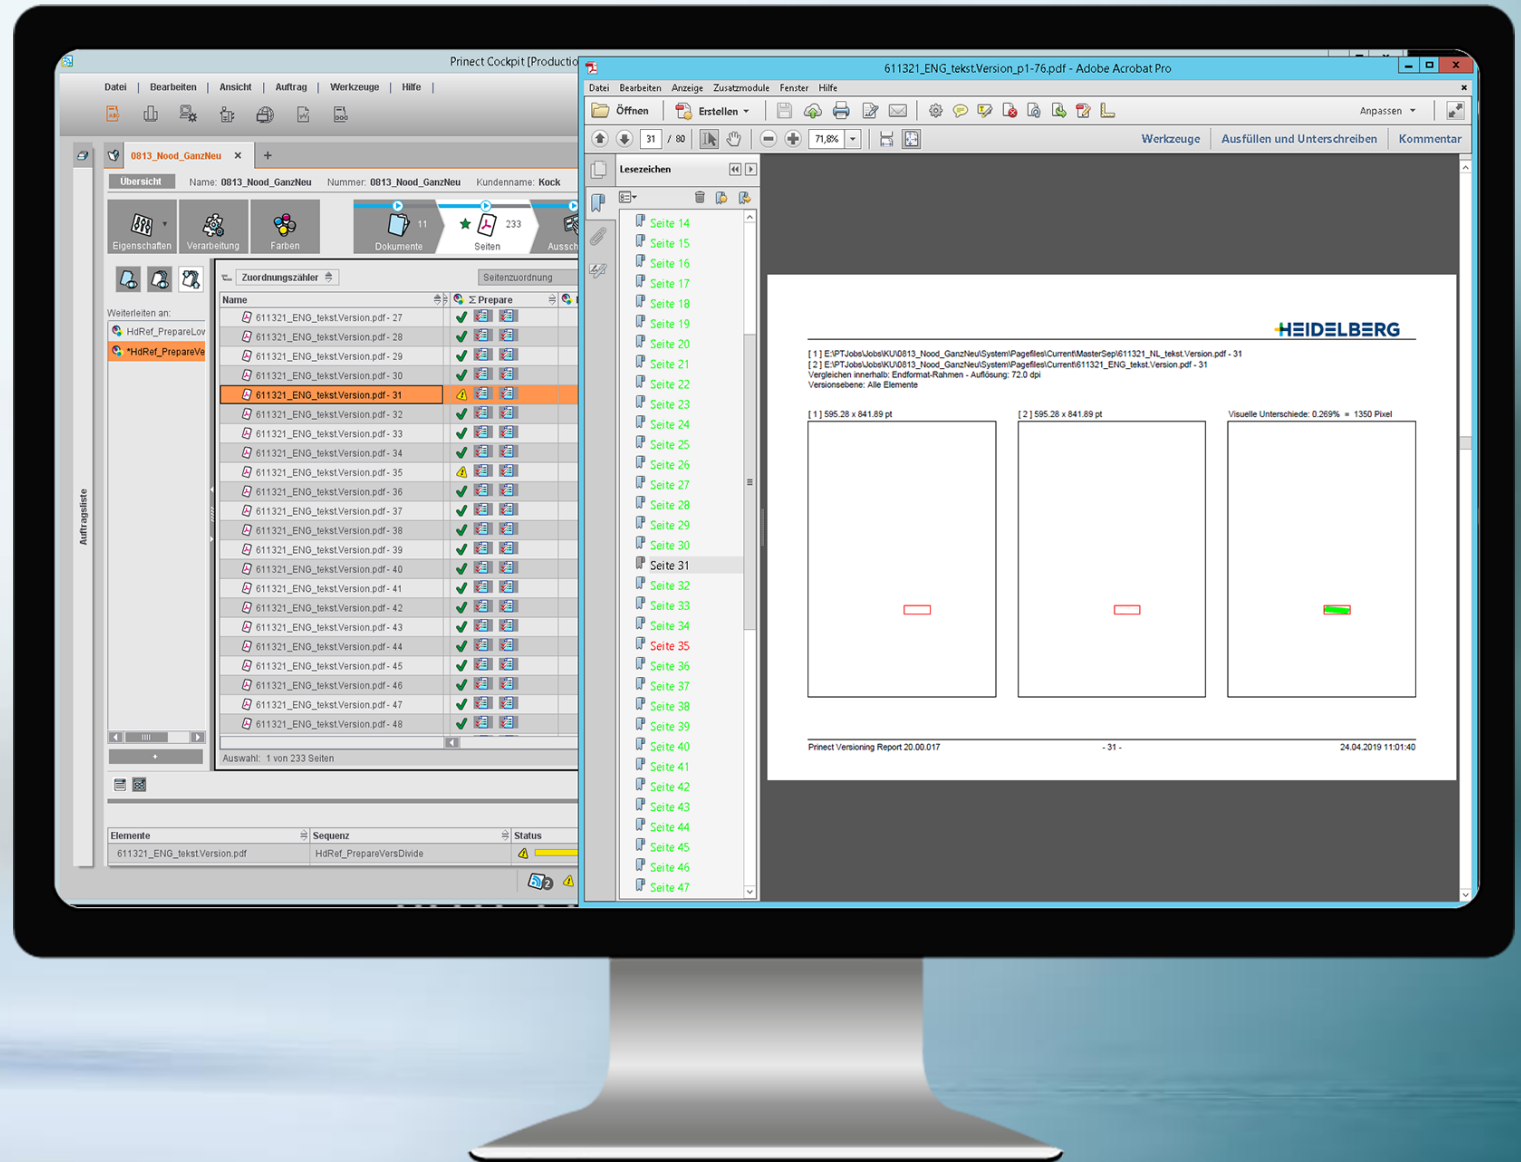 Prinect Cockpit [Productio
Datei | Bearbeiten | Ansicht | Auftrag | Werkzeuge | Hilfe |
0813_Nood_GanzNeu × +
Übersicht Name: 0813_Nood_GanzNeu Nummer: 0813_Nood_GanzNeu Kundenname: Kock
Eigenschaften
Verarbeitung
Farben
11
Dokumente
233
Seiten
Aussch
Auftragsliste
Weiterleiten an:
HdRef_PrepareLov
*HdRef_PrepareVe
+
Zuordnungszähler
Seitenzuordnung
Name Σ Prepare
611321_ENG_tekst.Version.pdf - 27
611321_ENG_tekst.Version.pdf - 28
611321_ENG_tekst.Version.pdf - 29
611321_ENG_tekst.Version.pdf - 30
611321_ENG_tekst.Version.pdf - 31
611321_ENG_tekst.Version.pdf - 32
611321_ENG_tekst.Version.pdf - 33
611321_ENG_tekst.Version.pdf - 34
611321_ENG_tekst.Version.pdf - 35
611321_ENG_tekst.Version.pdf - 36
611321_ENG_tekst.Version.pdf - 37
611321_ENG_tekst.Version.pdf - 38
611321_ENG_tekst.Version.pdf - 39
611321_ENG_tekst.Version.pdf - 40
611321_ENG_tekst.Version.pdf - 41
611321_ENG_tekst.Version.pdf - 42
611321_ENG_tekst.Version.pdf - 43
611321_ENG_tekst.Version.pdf - 44
611321_ENG_tekst.Version.pdf - 45
611321_ENG_tekst.Version.pdf - 46
611321_ENG_tekst.Version.pdf - 47
611321_ENG_tekst.Version.pdf - 48
Auswahl: 1 von 233 Seiten
Elemente Sequenz Status
611321_ENG_tekst.Version.pdf HdRef_PrepareVersDivide
2
611321_ENG_tekst.Version_p1-76.pdf - Adobe Acrobat Pro
Datei Bearbeiten Anzeige Zusatzmodule Fenster Hilfe
Öffnen Erstellen Anpassen
31 / 80 71,8% Werkzeuge Ausfüllen und Unterschreiben Kommentar
Lesezeichen
Seite 14
Seite 15
Seite 16
Seite 17
Seite 18
Seite 19
Seite 20
Seite 21
Seite 22
Seite 23
Seite 24
Seite 25
Seite 26
Seite 27
Seite 28
Seite 29
Seite 30
Seite 31
Seite 32
Seite 33
Seite 34
Seite 35
Seite 36
Seite 37
Seite 38
Seite 39
Seite 40
Seite 41
Seite 42
Seite 43
Seite 44
Seite 45
Seite 46
Seite 47
HEIDELBERG
[ 1 ] E:\PTJobs\Jobs\KU\0813_Nood_GanzNeu\System\Pagefiles\Current\MasterSep\611321_NL_tekst.Version.pdf - 31
[ 2 ] E:\PTJobs\Jobs\KU\0813_Nood_GanzNeu\System\Pagefiles\Current\611321_ENG_tekst.Version.pdf - 31
Vergleichen innerhalb: Endformat-Rahmen - Auflösung: 72.0 dpi
Versionsebene: Alle Elemente
[ 1 ] 595.28 x 841.89 pt
[ 2 ] 595.28 x 841.89 pt
Visuelle Unterschiede: 0.269% = 1350 Pixel
Prinect Versioning Report 20.00.017 - 31 - 24.04.2019 11:01:40